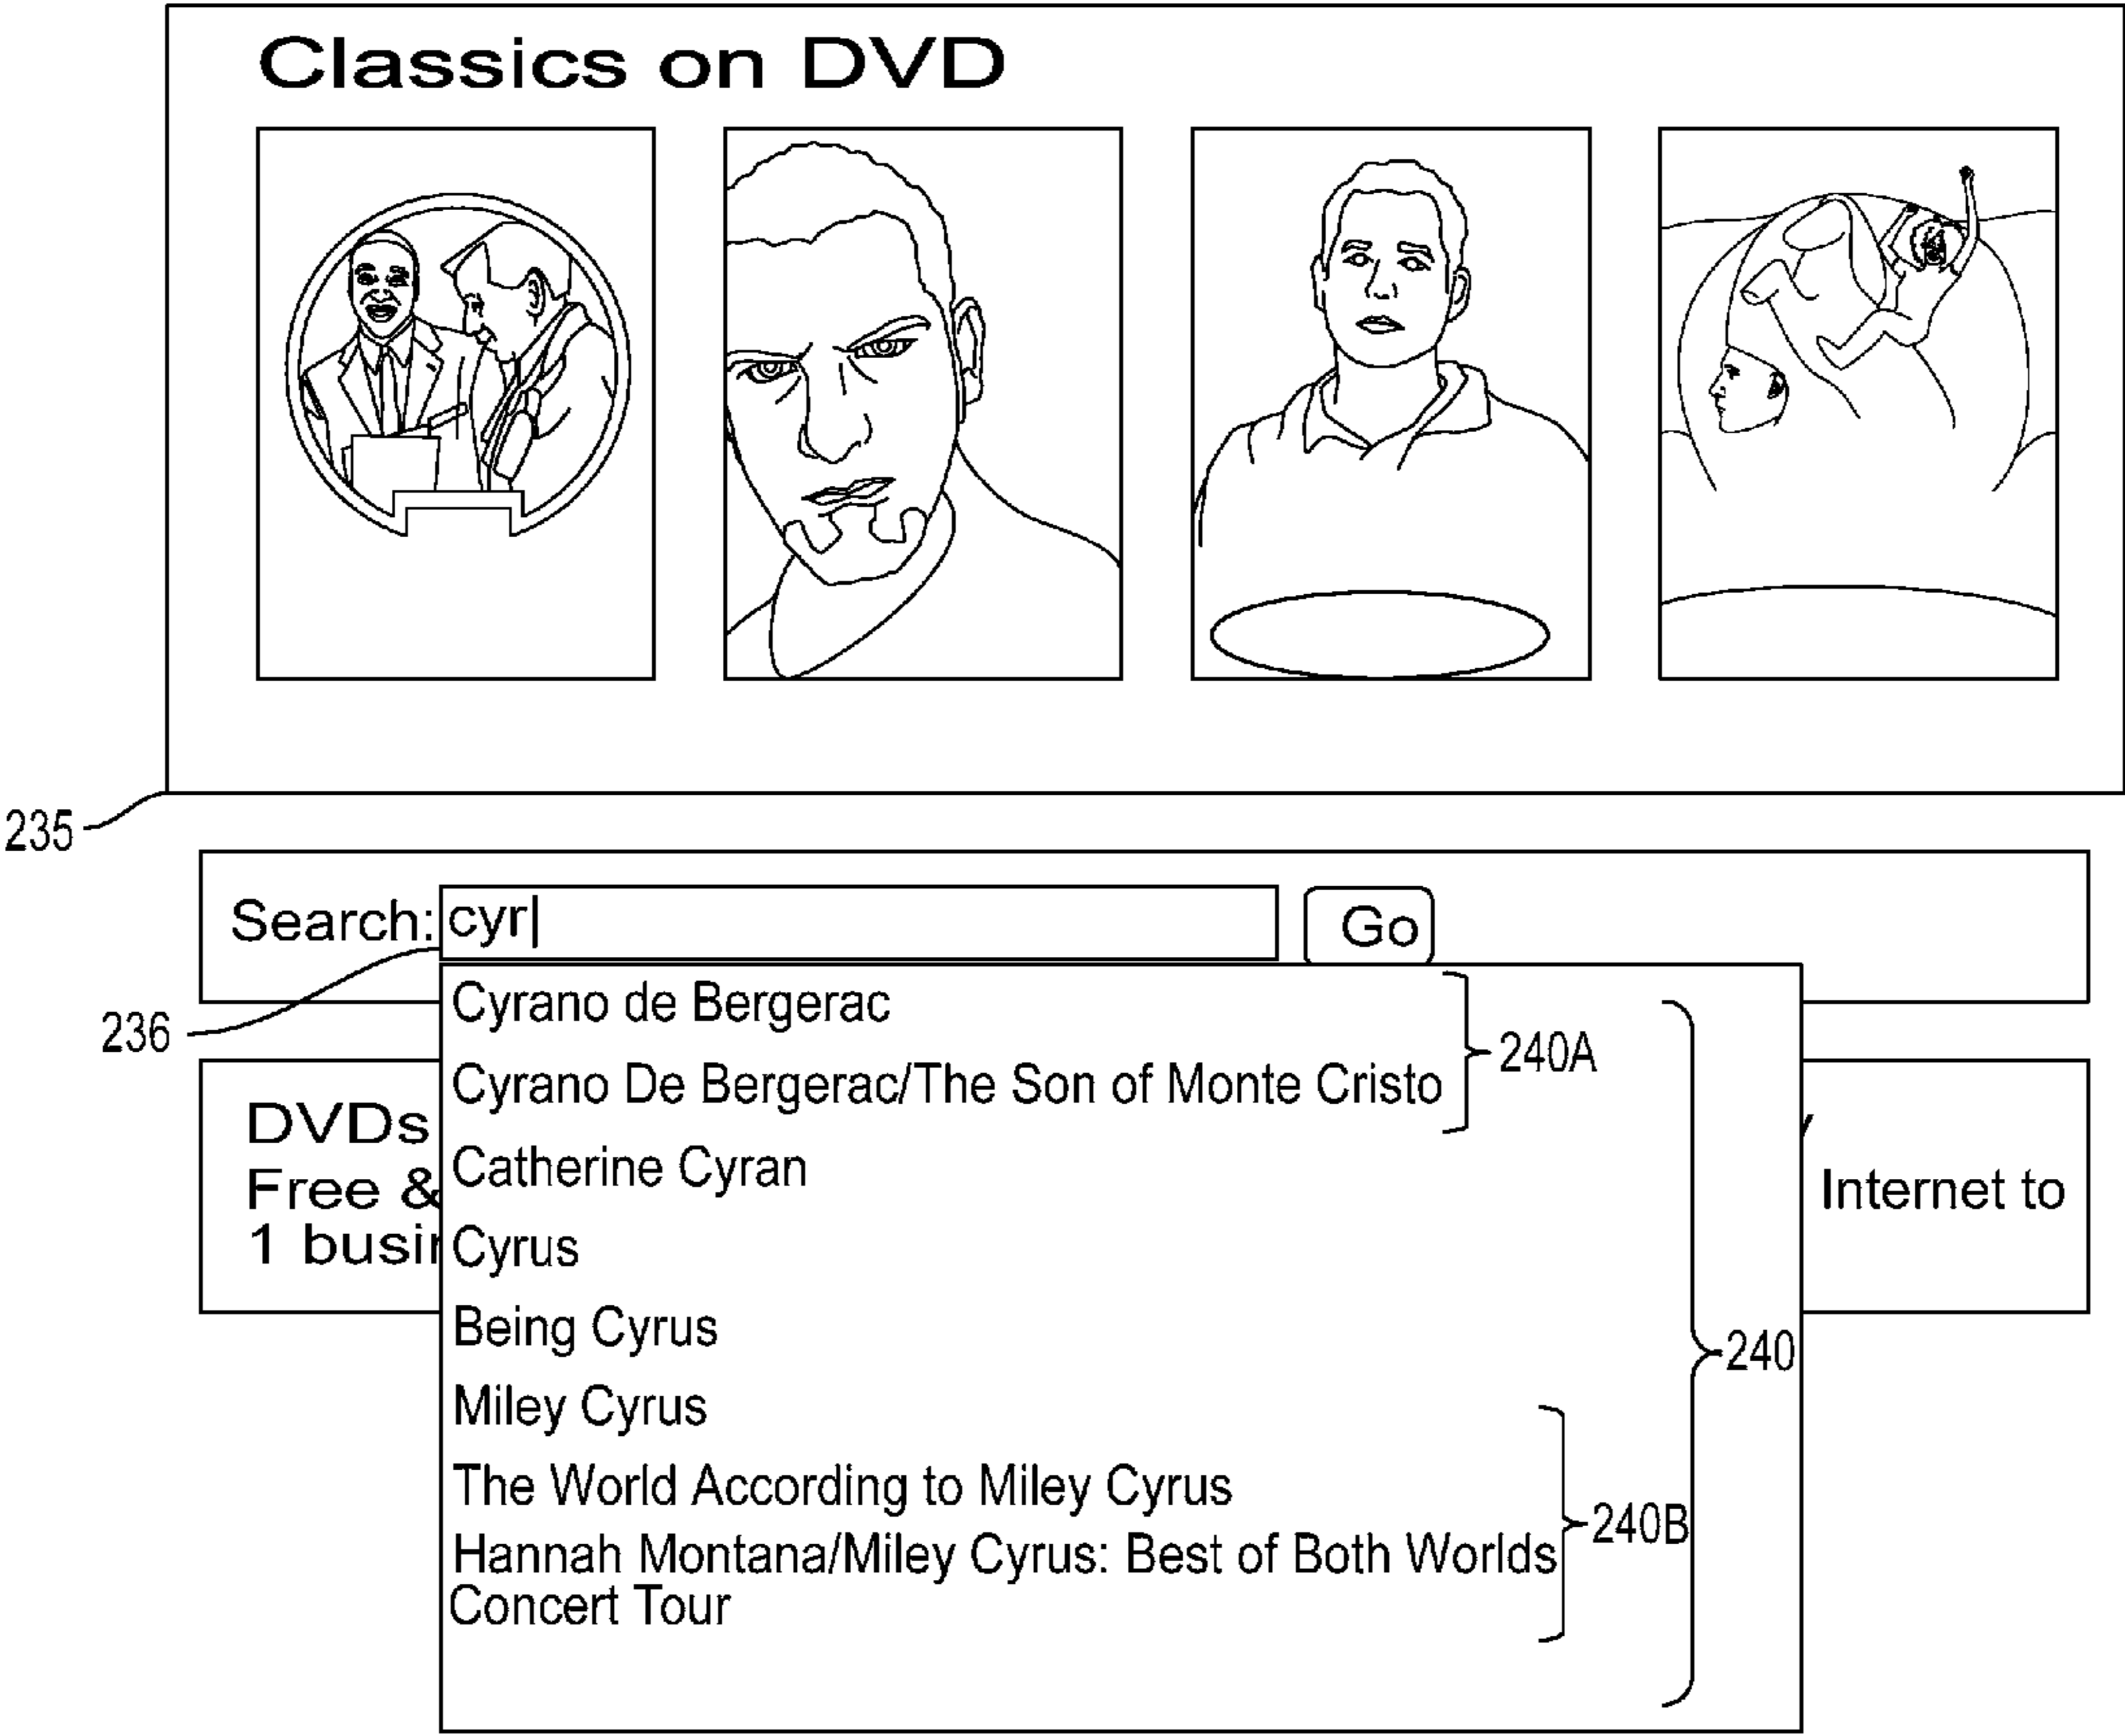 Classics on DVD
235
Search: cyr Go
236
Cyrano de Bergerac
240A
Cyrano De Bergerac/The Son of Monte Cristo
DVDs
Catherine Cyran
Free & Internet to
1
Cyrus
Being Cyrus
240
Miley Cyrus
The World According to Miley Cyrus
240B
Hannah Montana/Miley Cyrus: Best of Both Worlds
Concert Tour